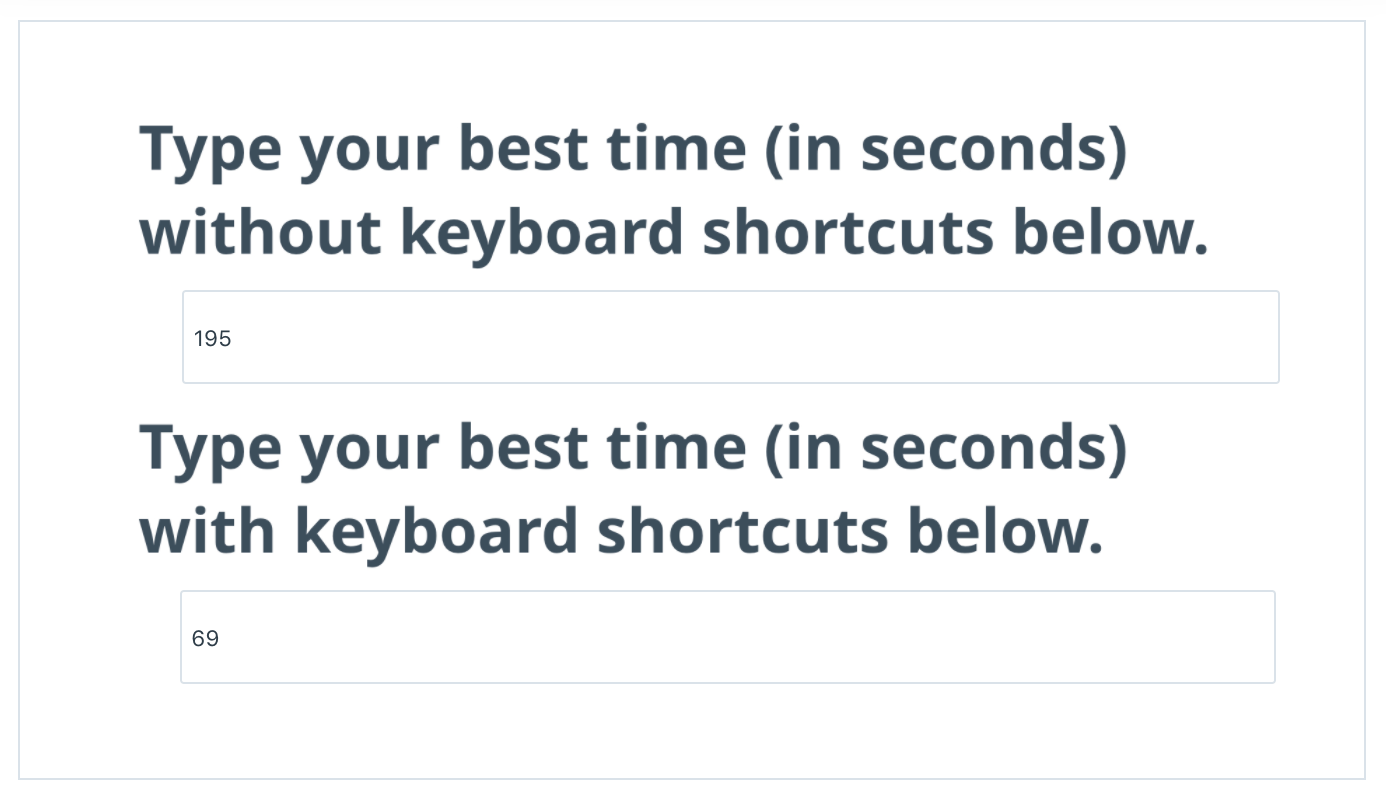 Type your best time (in seconds)
without keyboard shortcuts below.
195
Type your best time (in seconds)
with keyboard shortcuts below.
69